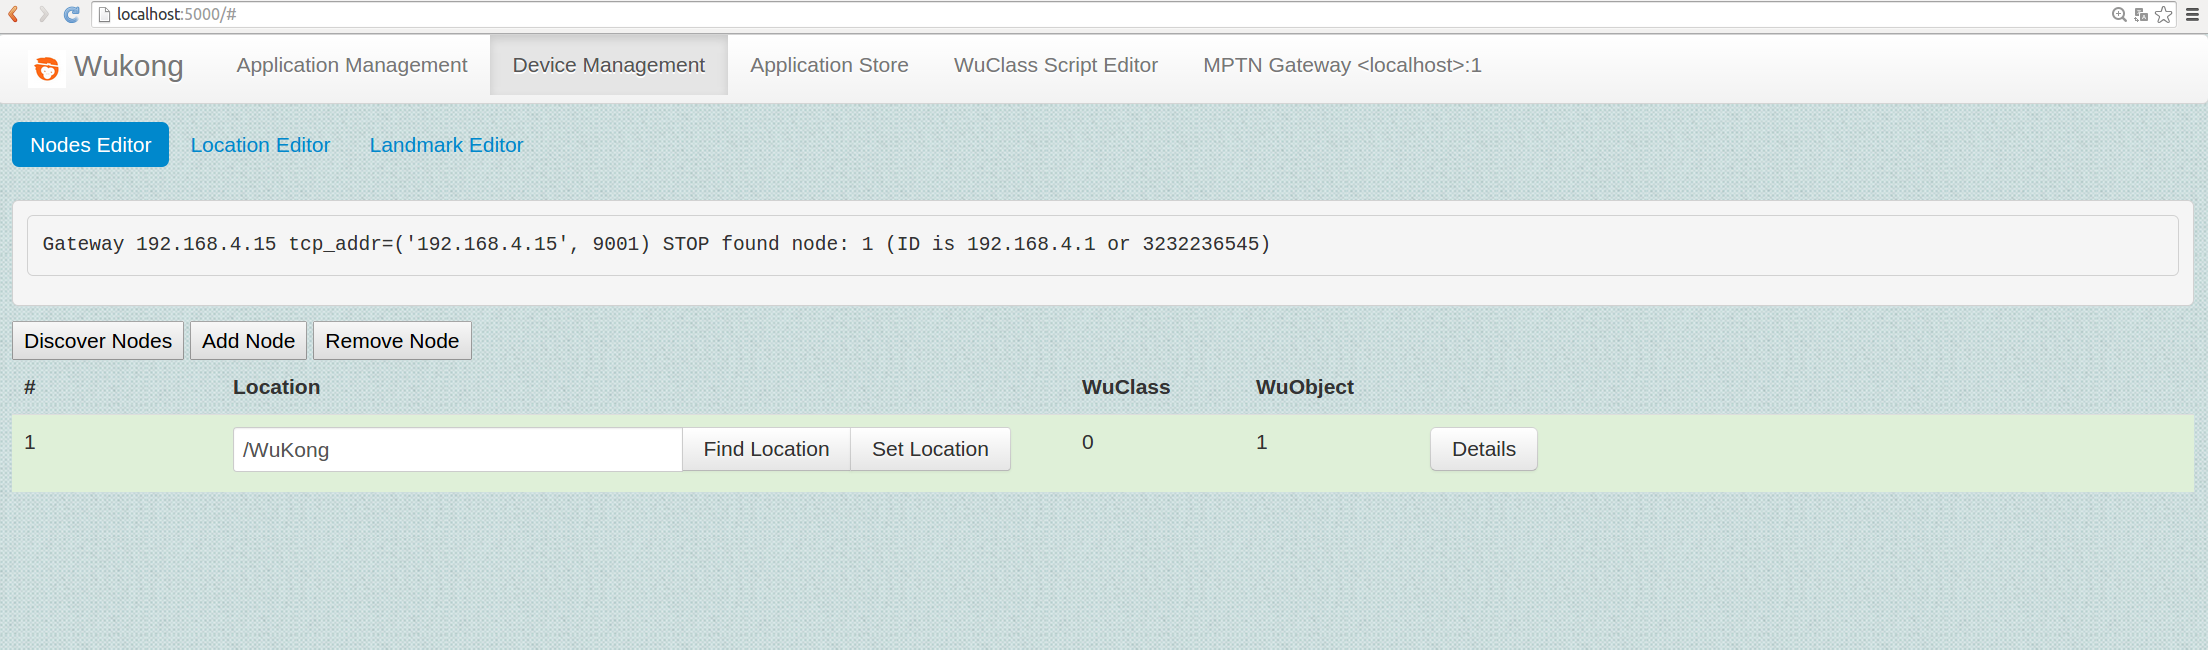 localhost:5000/#
Wukong Application Management Device Management Application Store WuClass Script Editor MPTN Gateway <localhost>:1
Nodes Editor Location Editor Landmark Editor
Gateway 192.168.4.15 tcp_addr=('192.168.4.15', 9001) STOP found node: 1 (ID is 192.168.4.1 or 3232236545)
Discover Nodes Add Node Remove Node
# Location WuClass WuObject
1 /WuKong Find Location Set Location 0 1 Details